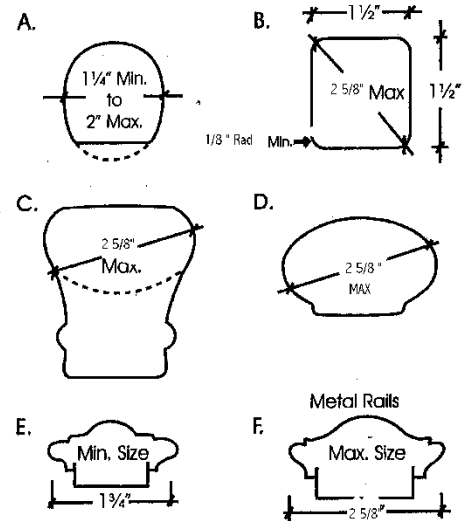 A.
1¼" Min.
to
2" Max.
B.
1½"
2 5/8" Max
1½"
1/8 " Rad Min.
C.
2 5/8"
Max.
D.
2 5/8 "
MAX
E.
Min. Size
1¾"
Metal Rails
F.
Max. Size
2 5/8"